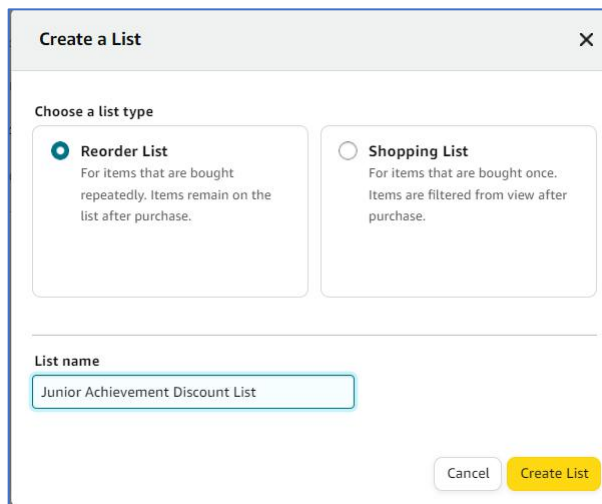 Create a List
Choose a list type
Reorder List
For items that are bought
repeatedly. Items remain on the
list after purchase.
Shopping List
For items that are bought once.
Items are filtered from view after
purchase.
List name
Junior Achievement Discount List
Cancel
Create List